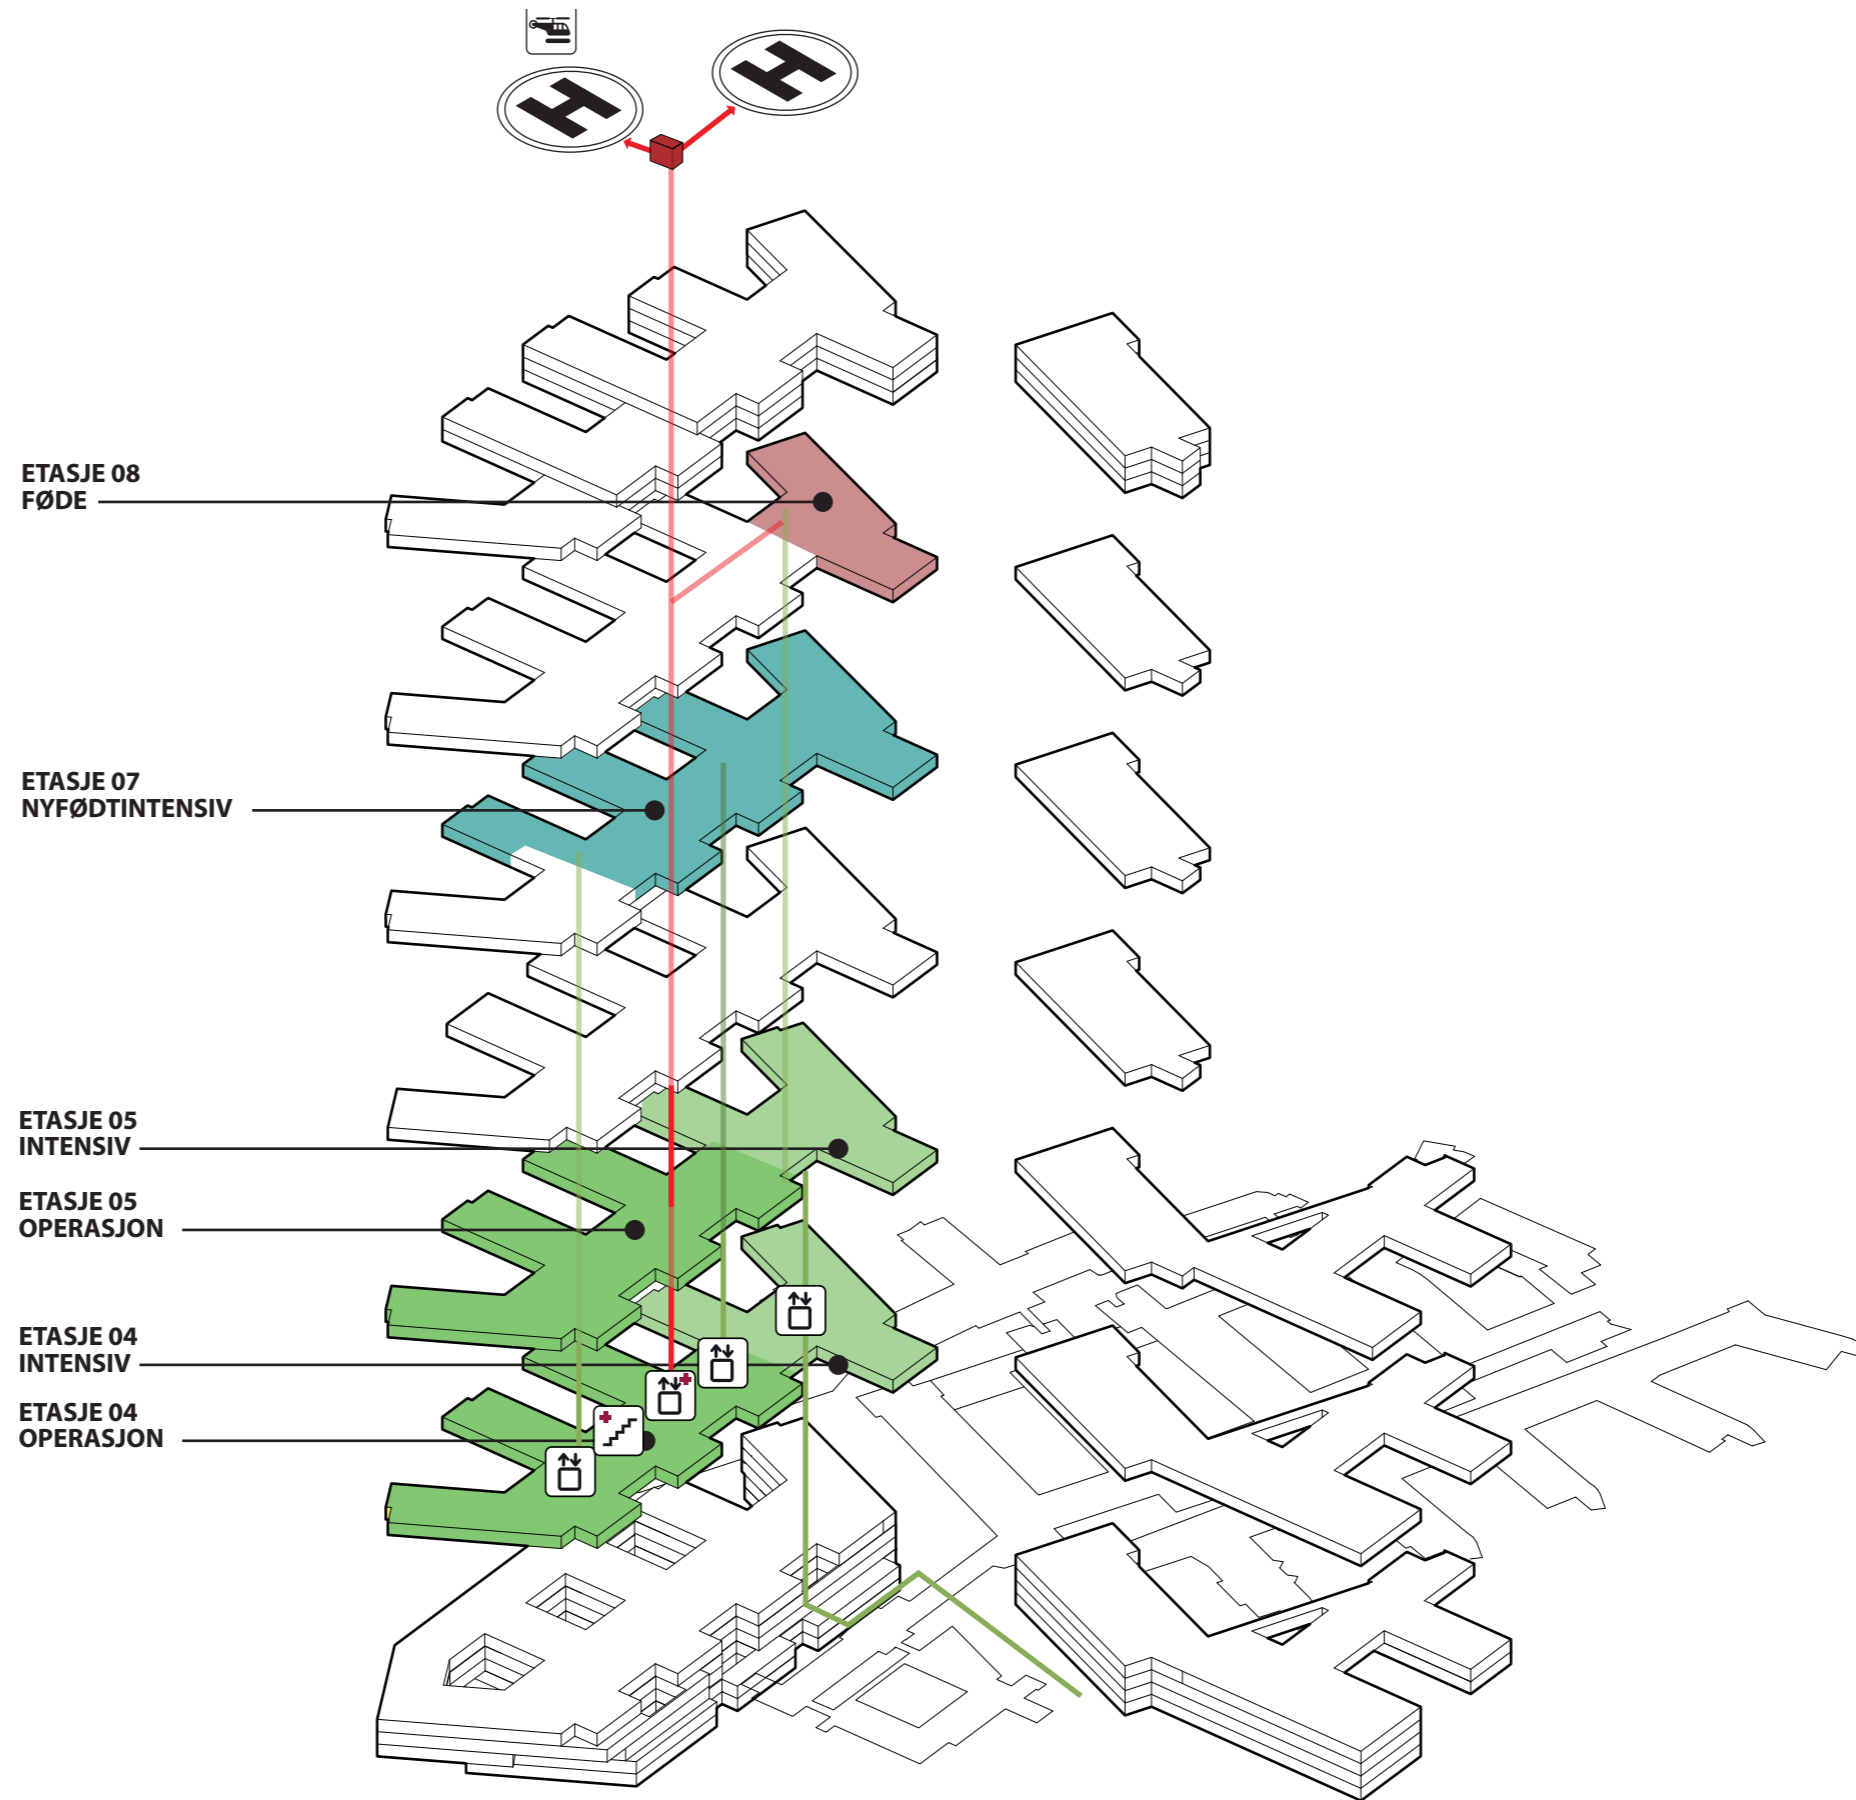 H
H
ETASJE 08
FØDE
ETASJE 07
NYFØDTINTENSIV
ETASJE 05
INTENSIV
ETASJE 05
OPERASJON
ETASJE 04
INTENSIV
ETASJE 04
OPERASJON